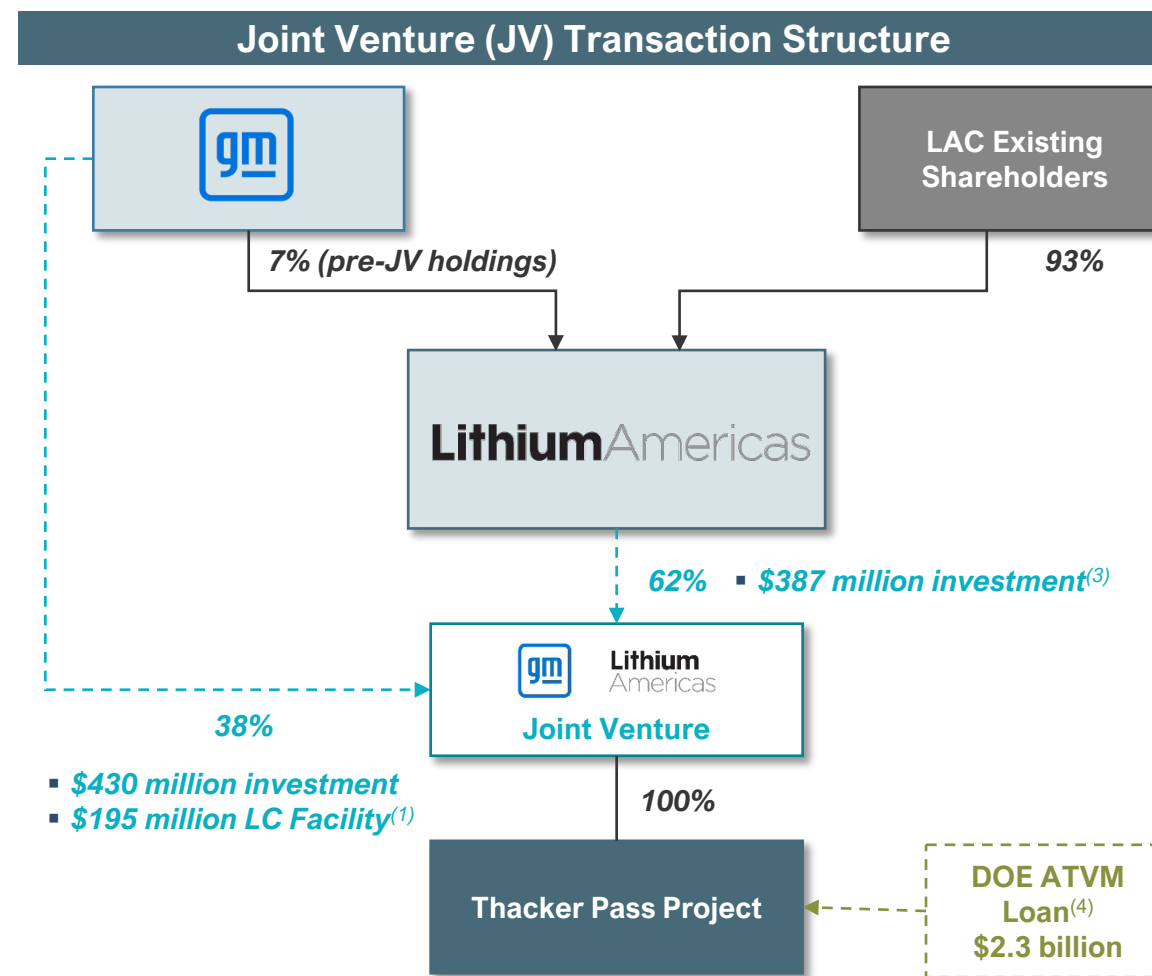 Joint Venture (JV) Transaction Structure
gm
LAC Existing
Shareholders
7% (pre-JV holdings)
93%
LithiumAmericas
62% ▪ $387 million investment(3)
gm
Lithium
Americas
Joint Venture
38%
▪ $430 million investment
▪ $195 million LC Facility(1)
100%
Thacker Pass Project
DOE ATVM
Loan(4)
$2.3 billion